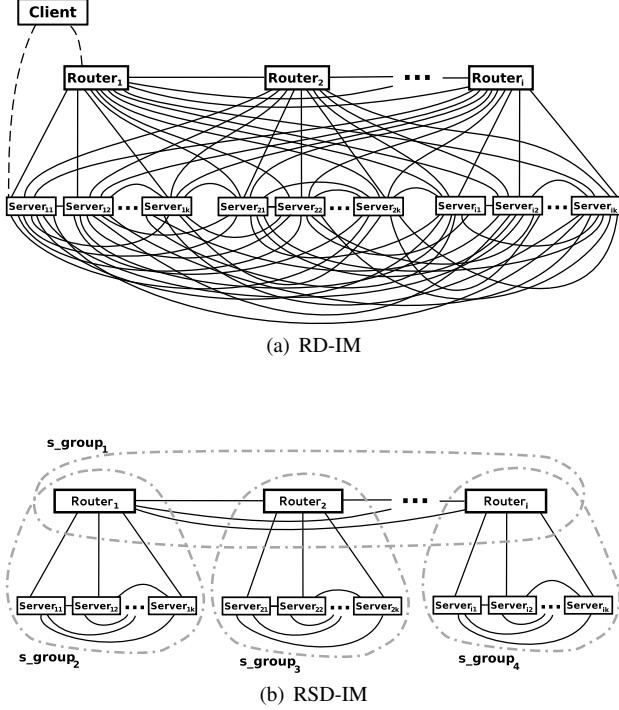 Client
Router1 Router2 ... Routeri
Server11 Server12 ... Server1k Server21 Server22 ... Server2k Serveri1 Serveri2 ... Serverik
(a) RD-IM
s_group1
Router1 Router2 ... Routeri
Server11 Server12 ... Server1k Server21 Server22 ... Server2k Serveri1 Serveri2 ... Serverik
s_group2 s_group3 s_group4
(b) RSD-IM